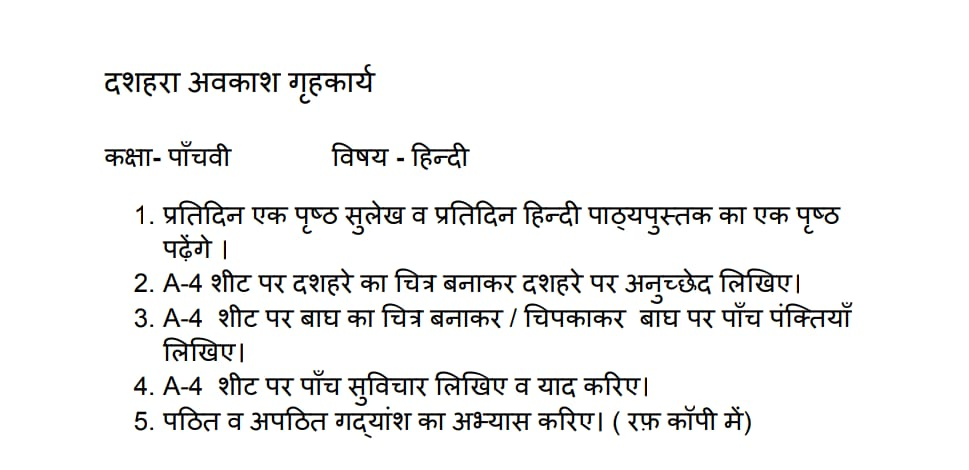 दशहरा अवकाश गृहकार्य
कक्षा- पाँचवी विषय - हिन्दी
1. प्रतिदिन एक पृष्ठ सुलेख व प्रतिदिन हिन्दी पाठ्यपुस्तक का एक पृष्ठ
पढ़ेंगे ।
2. A-4 शीट पर दशहरे का चित्र बनाकर दशहरे पर अनुच्छेद लिखिए।
3. A-4 शीट पर बाघ का चित्र बनाकर / चिपकाकर बाघ पर पाँच पंक्तियाँ
लिखिए।
4. A-4 शीट पर पाँच सुविचार लिखिए व याद करिए।
5. पठित व अपठित गद्यांश का अभ्यास करिए। ( रफ़ कॉपी में)